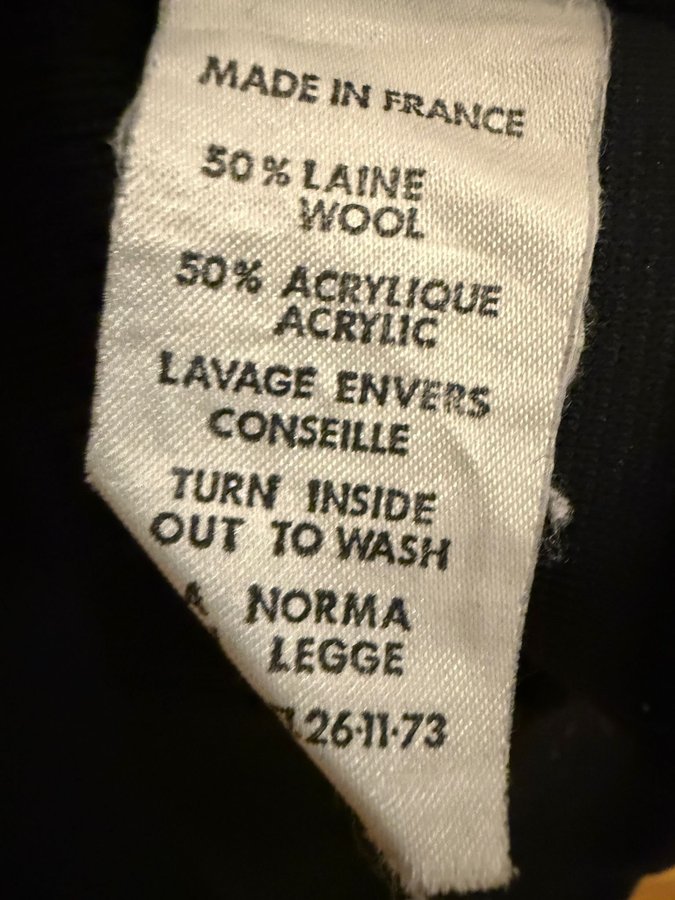 MADE IN FRANCE
50% LAINE
WOOL
50% ACRYLIQUE
ACRYLIC
LAVAGE ENVERS
CONSEILLE
TURN INSIDE
OUT TO WASH
A NORMA
LEGGE
26·11·73